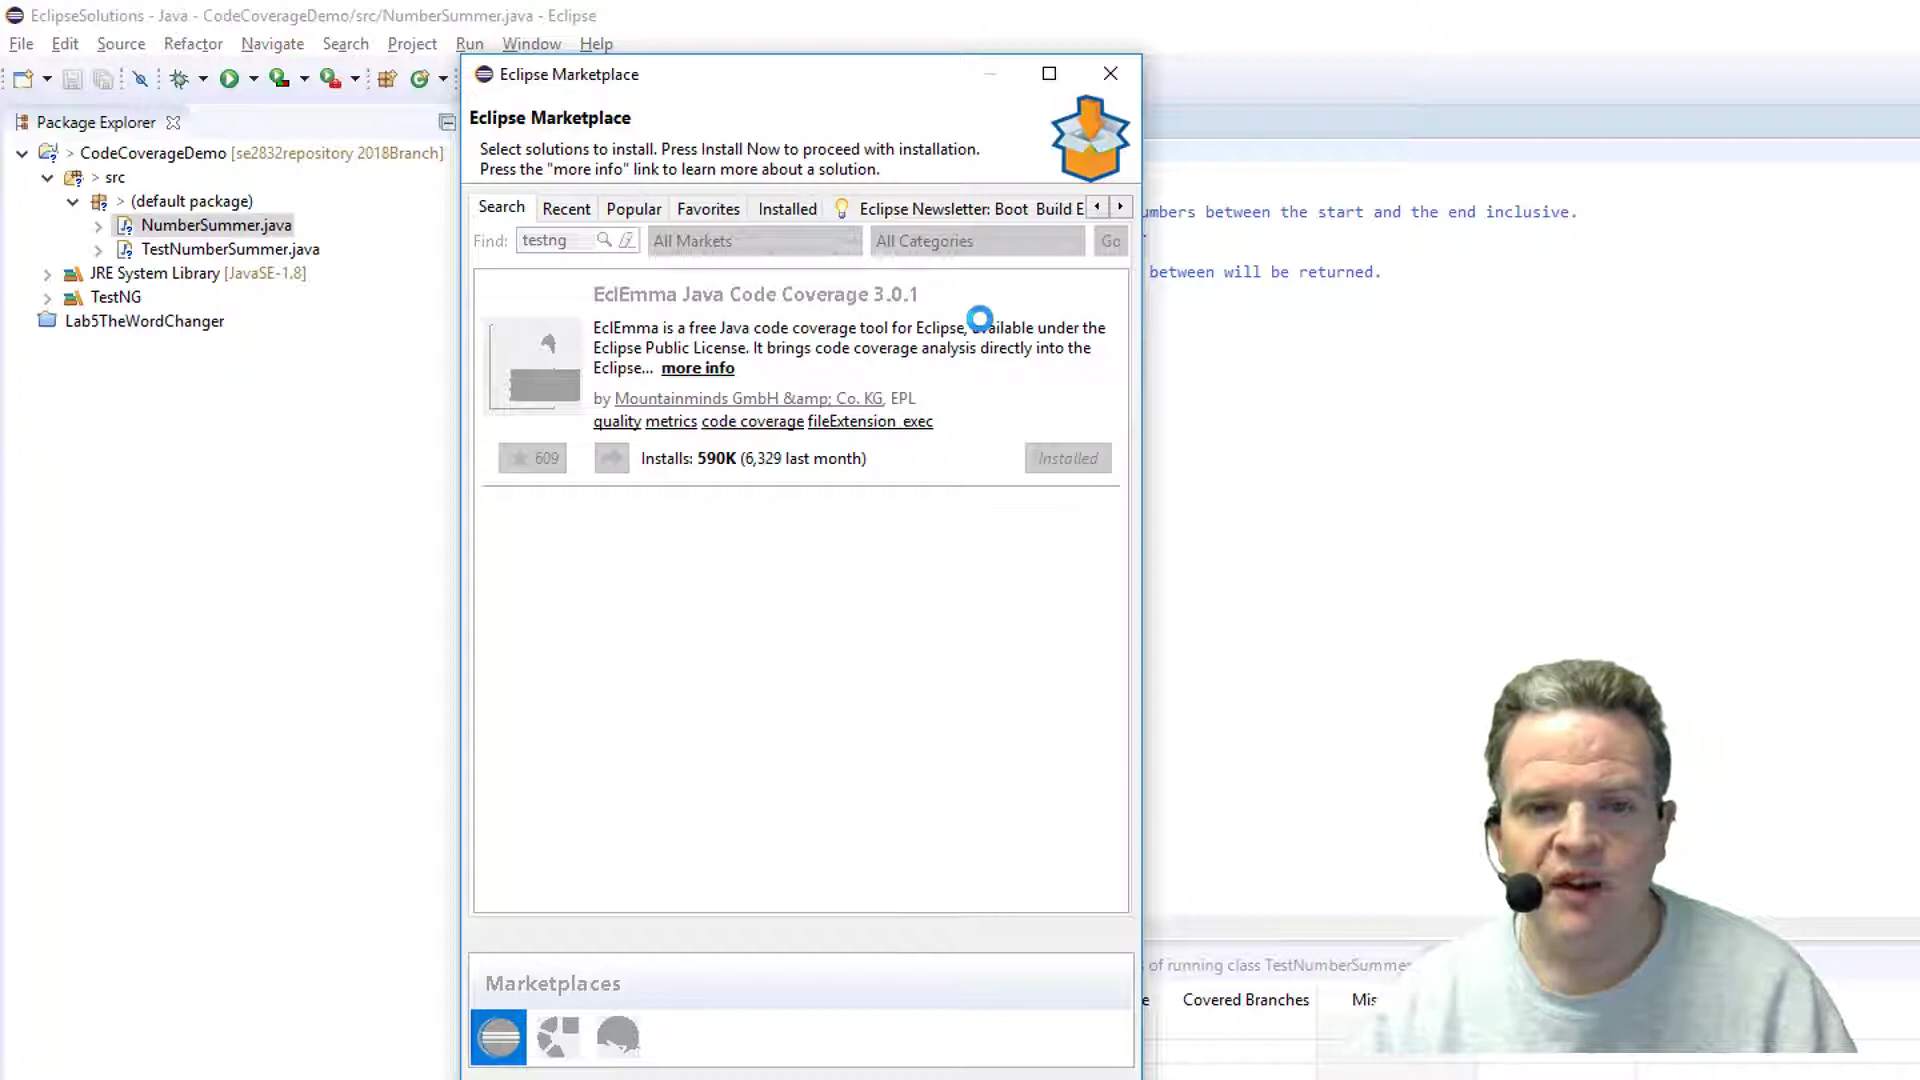 EclipseSolutions - Java - CodeCoverageDemo/src/NumberSummer.java - Eclipse
File Edit Source Refactor Navigate Search Project Run Window Help
Package Explorer
> CodeCoverageDemo [se2832repository 2018Branch]
> src
> (default package)
NumberSummer.java
TestNumberSummer.java
JRE System Library [JavaSE-1.8]
TestNG
Lab5TheWordChanger
Eclipse Marketplace
Eclipse Marketplace
Select solutions to install. Press Install Now to proceed with installation.
Press the "more info" link to learn more about a solution.
Search Recent Popular Favorites Installed Eclipse Newsletter: Boot Build E
Find: testng All Markets All Categories Go
EclEmma Java Code Coverage 3.0.1
EclEmma is a free Java code coverage tool for Eclipse, available under the
Eclipse Public License. It brings code coverage analysis directly into the
Eclipse... more info
by Mountainminds GmbH &amp; Co. KG, EPL
quality metrics code coverage fileExtension_exec
609 Installs: 590K (6,329 last month) Installed
Marketplaces
umbers between the start and the end inclusive.
between will be returned.
of running class TestNumberSummer
e Covered Branches Mis